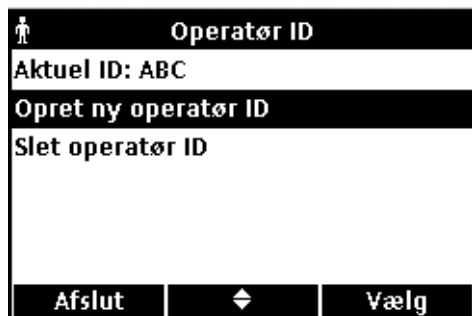 Operatør ID
Aktuel ID: ABC
Opret ny operatør ID
Slet operatør ID
Afslut Vælg